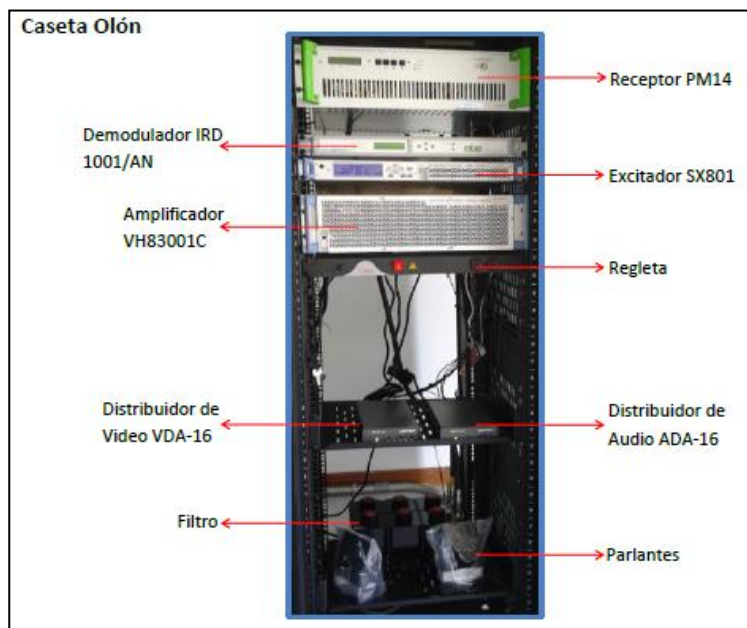 Caseta Olón
Receptor PM14
Demodulador IRD
1001/AN
Excitador SX801
Amplificador
VH83001C
Regleta
Distribuidor de
Video VDA-16
Distribuidor de
Audio ADA-16
Filtro
Parlantes